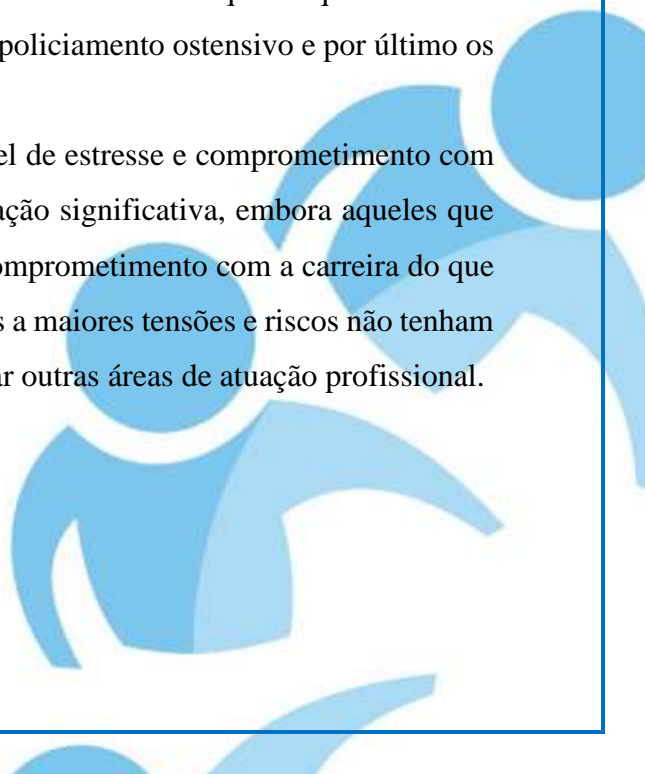 policiamento ostensivo e por último os
el de estresse e comprometimento com
ação significativa, embora aqueles que
omprometimento com a carreira do que
s a maiores tensões e riscos não tenham
ar outras áreas de atuação profissional.